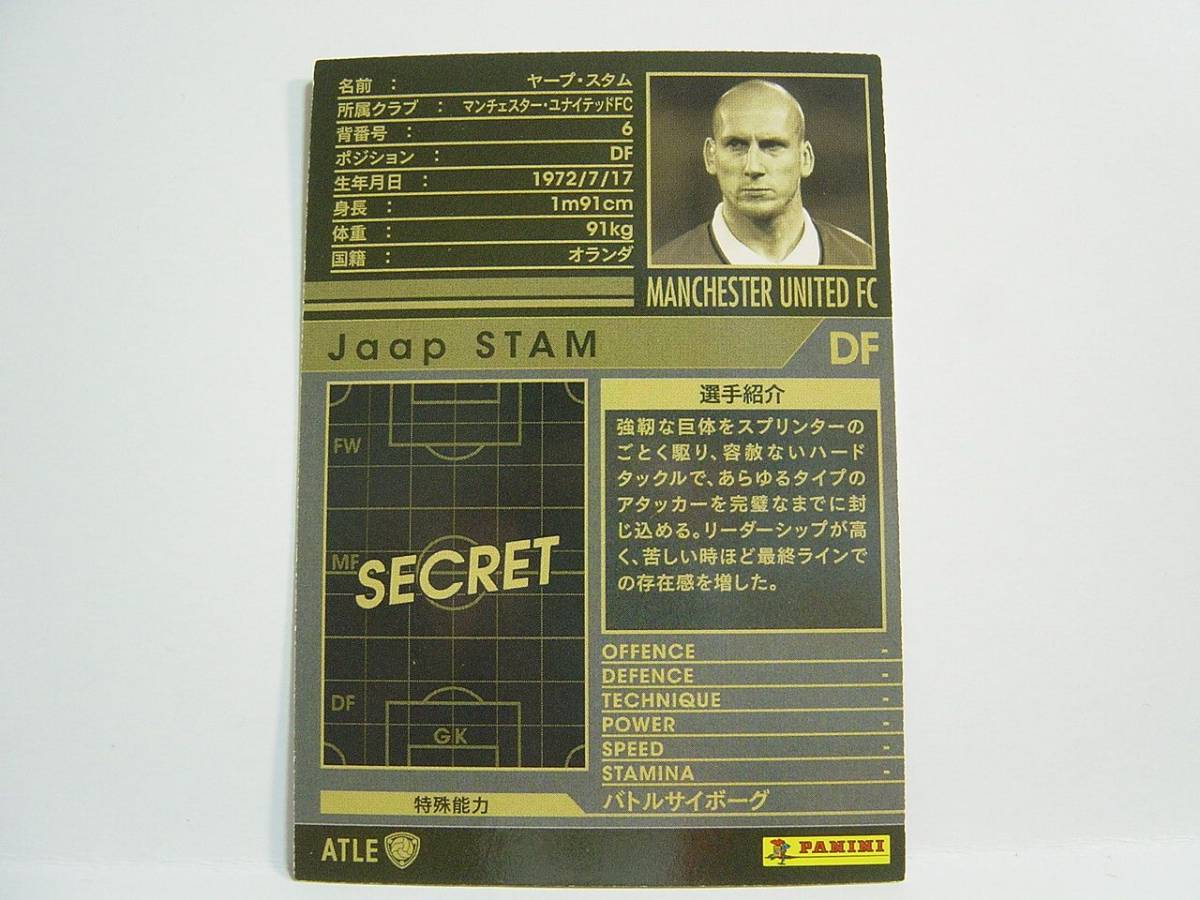 名前 : ヤープ・スタム
所属クラブ : マンチェスター・ユナイテッドFC
背番号 : 6
ポジション : DF
生年月日 : 1972/7/17
身長 : 1m91cm
体重 : 91kg
国籍 : オランダ
MANCHESTER UNITED FC
Jaap STAM
DF
FW
MF
SECRET
DF
GK
選手紹介
強靭な巨体をスプリンターの
ごとく駆り、容赦ないハード
タックルで、あらゆるタイプの
アタッカーを完璧なまでに封
じ込める。リーダーシップが高
く、苦しい時ほど最終ラインで
の存在感を増した。
OFFENCE -
DEFENCE -
TECHNIQUE -
POWER -
SPEED -
STAMINA -
特殊能力 バトルサイボーグ
ATLE
PANINI